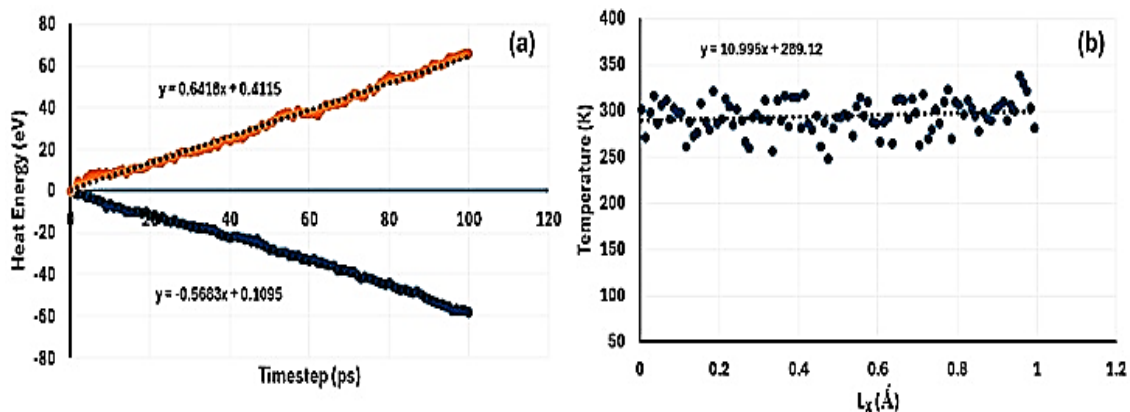 80
60
40
20
0
-20
-40
-60
-80
Heat Energy (eV)
(a)
y = 0.6418x + 0.4115
0 20 40 60 80 100 120
y = -0.5683x + 0.1095
Timestep (ps)
400
350
300
250
200
150
100
50
Temperature (K)
(b)
y = 10.995x + 289.12
0 0.2 0.4 0.6 0.8 1 1.2
Lx (Å)